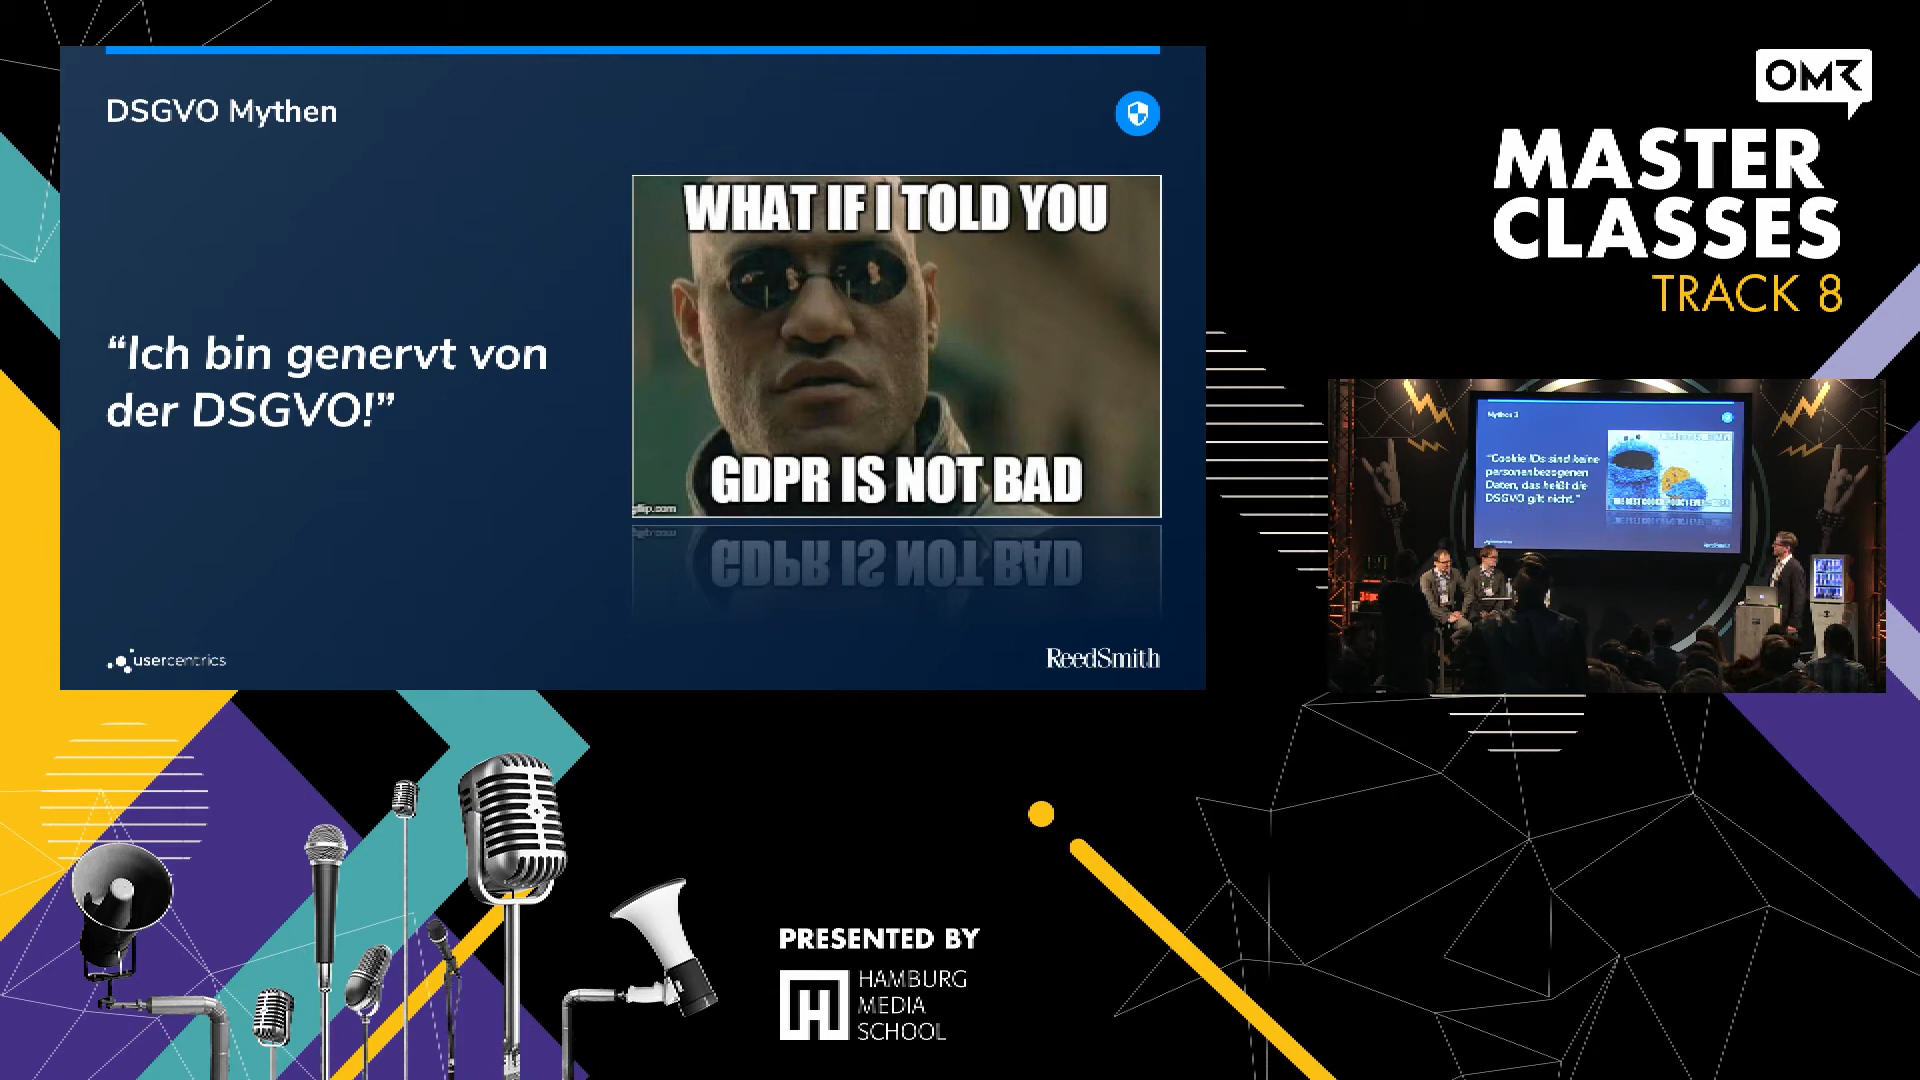 DSGVO Mythen
WHAT IF I TOLD YOU
“Ich bin genervt von
der DSGVO!”
GDPR IS NOT BAD
usercentrics
ReedSmith
OMR
MASTER
CLASSES
TRACK 8
Mythos 3
“Cookie IDs sind keine
personenbezogenen
Daten, das heißt die
DSGVO gilt nicht.”
PRESENTED BY
HAMBURG
MEDIA
SCHOOL